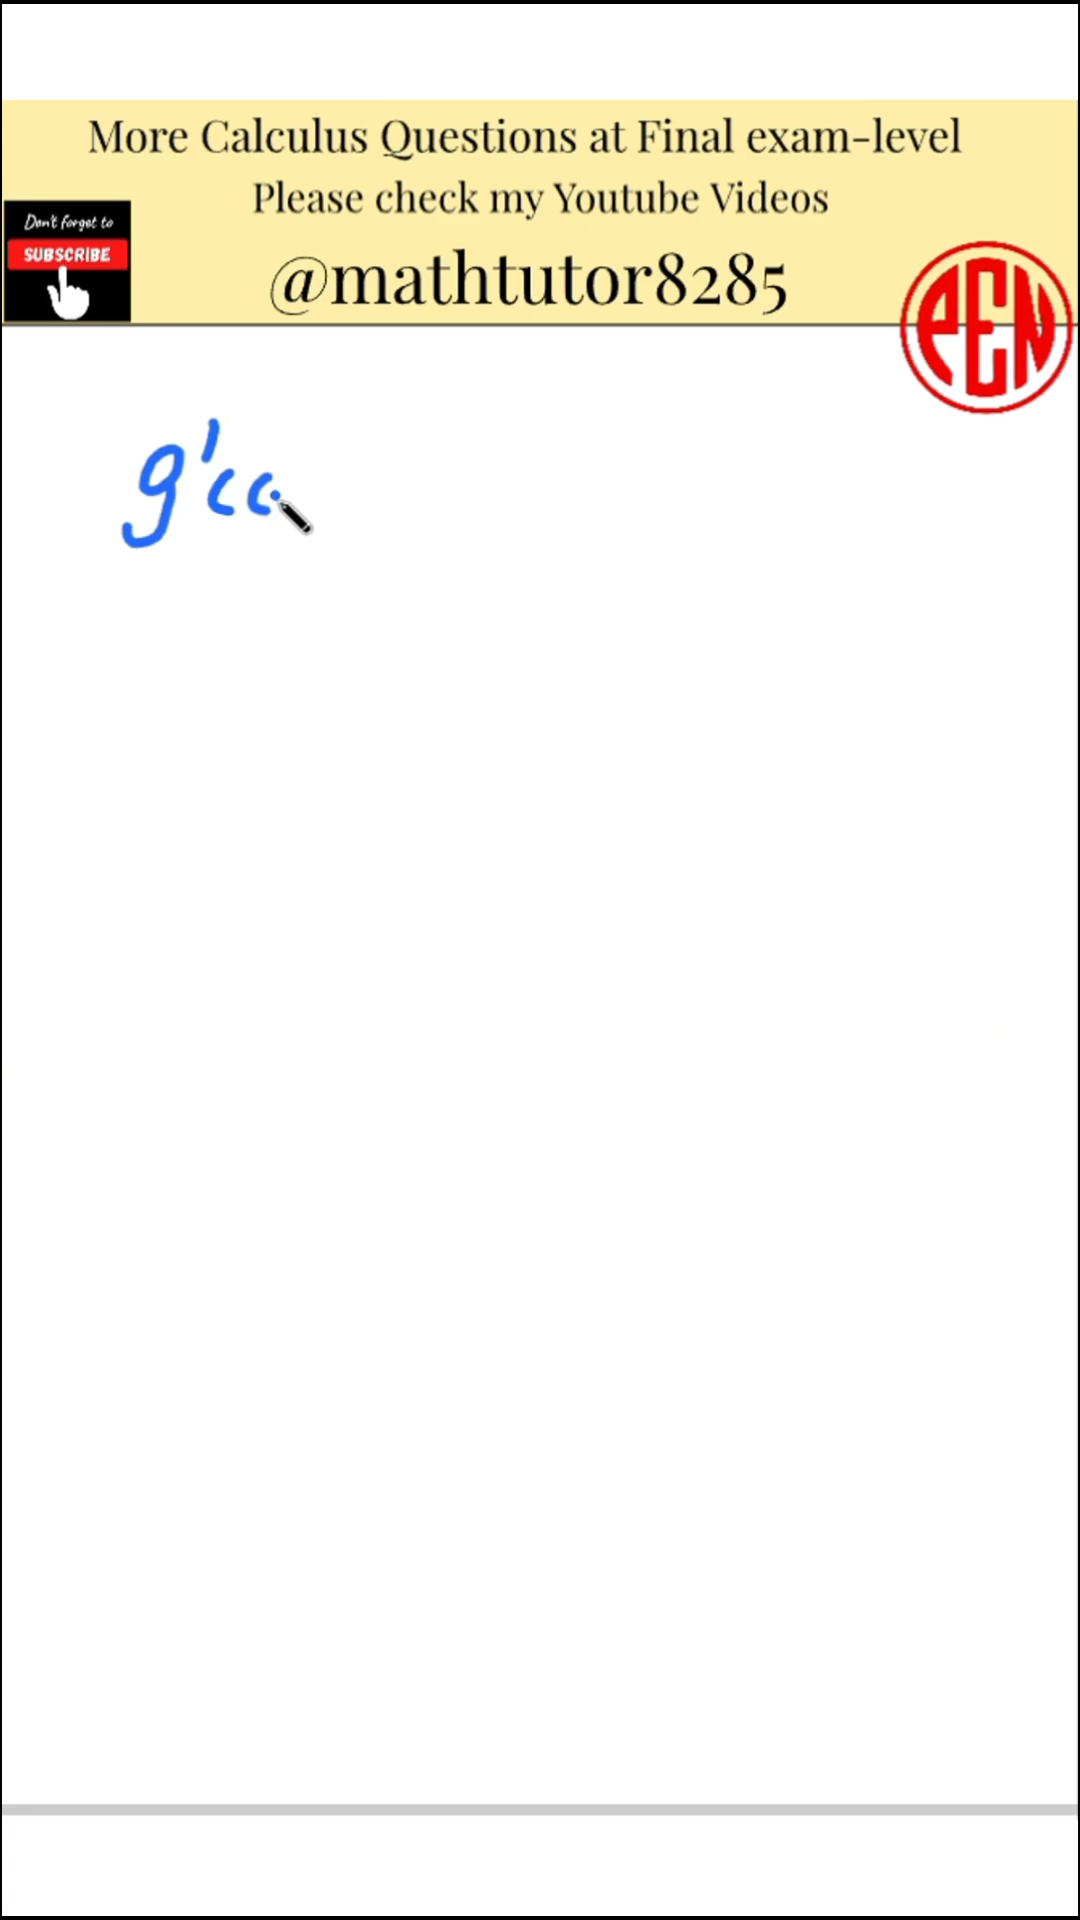 More Calculus Questions at Final exam-level
Please check my Youtube Videos
Don't forget to
SUBSCRIBE
@mathtutor8285
PEN
g'(